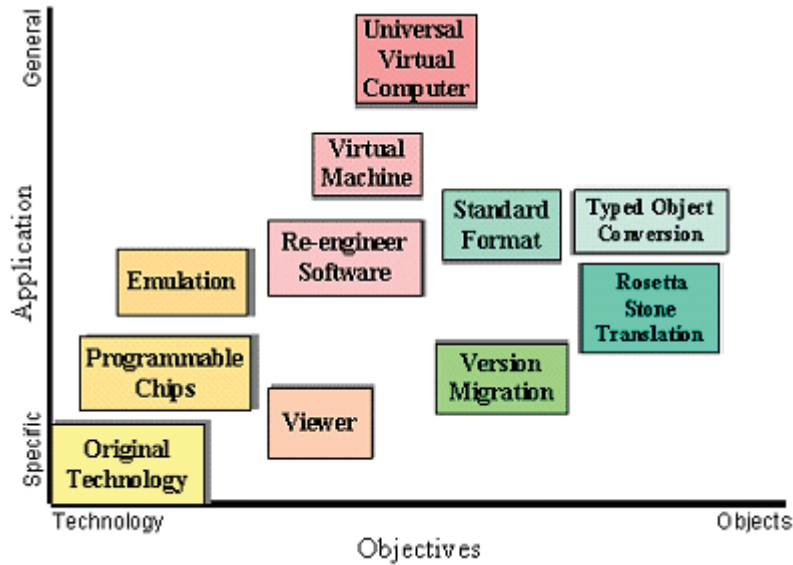 General
Application
Specific
Universal
Virtual
Computer
Virtual
Machine
Standard
Format
Typed Object
Conversion
Re-engineer
Software
Emulation
Rosetta
Stone
Translation
Programmable
Chips
Version
Migration
Viewer
Original
Technology
Technology
Objects
Objectives